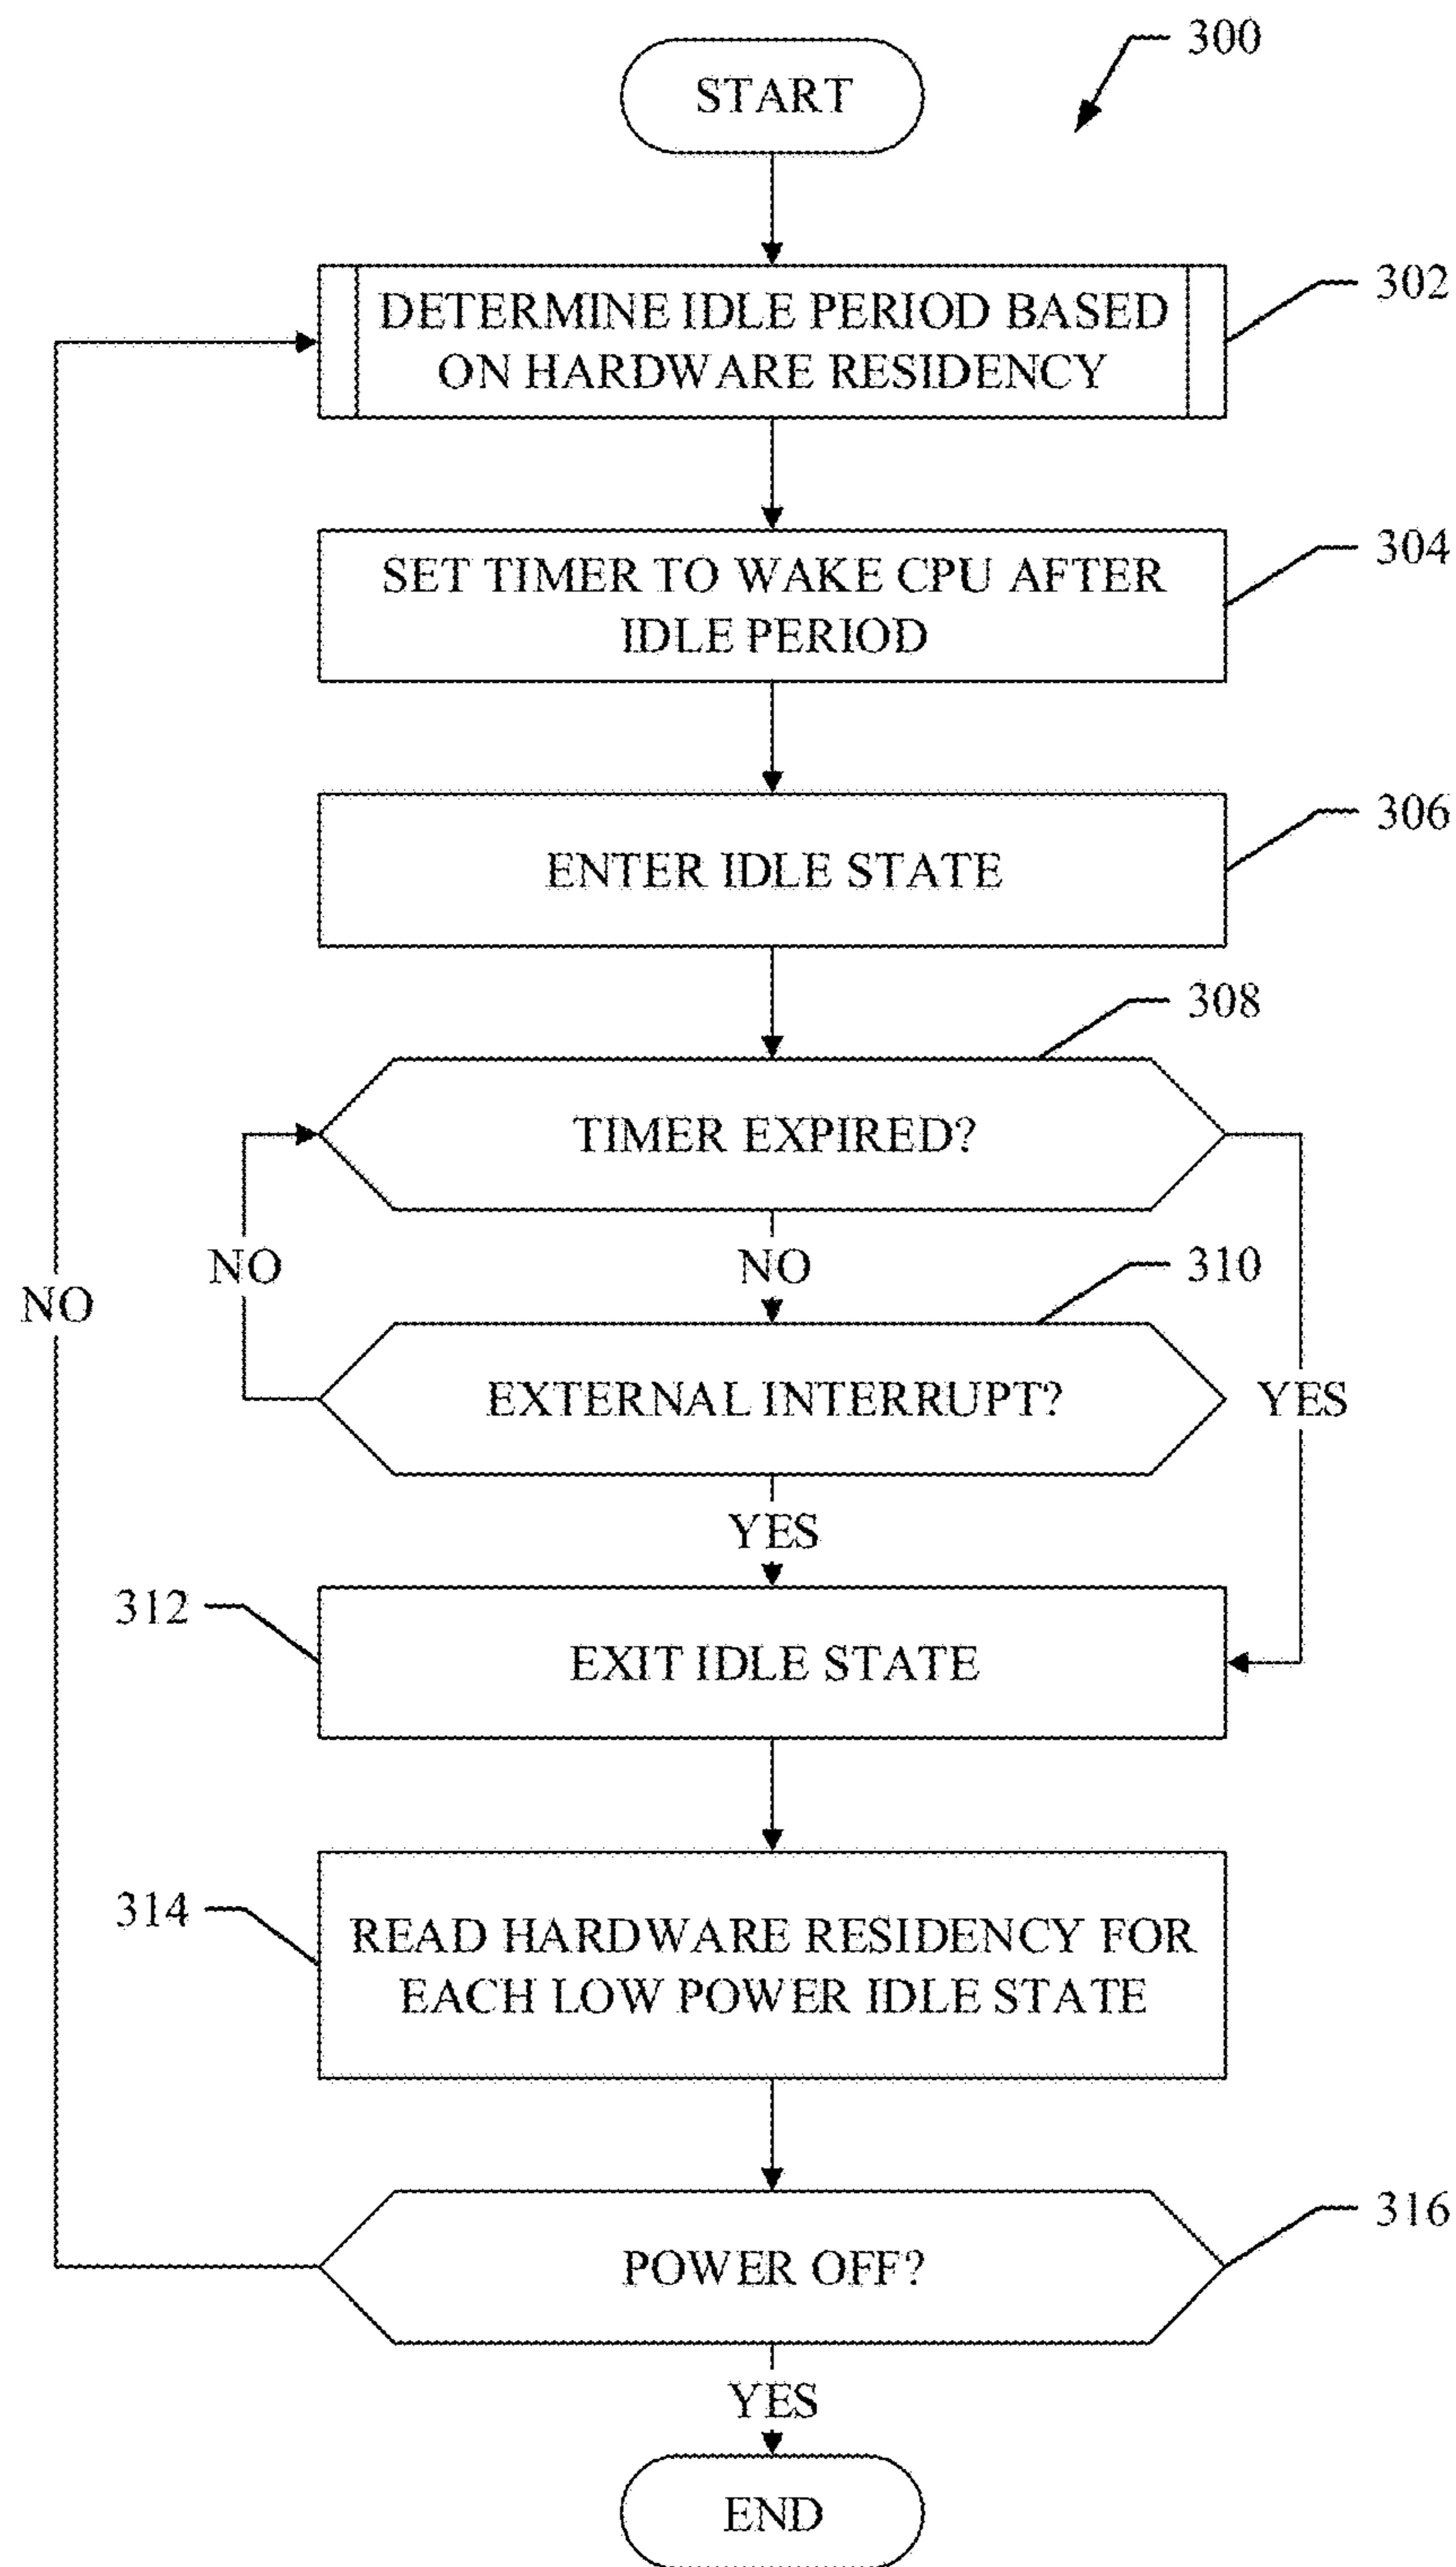 300
START
DETERMINE IDLE PERIOD BASED
ON HARDWARE RESIDENCY
302
SET TIMER TO WAKE CPU AFTER
IDLE PERIOD
304
ENTER IDLE STATE
306
308
TIMER EXPIRED?
NO
NO
NO
310
EXTERNAL INTERRUPT?
YES
YES
312
EXIT IDLE STATE
314
READ HARDWARE RESIDENCY FOR
EACH LOW POWER IDLE STATE
316
POWER OFF?
YES
END